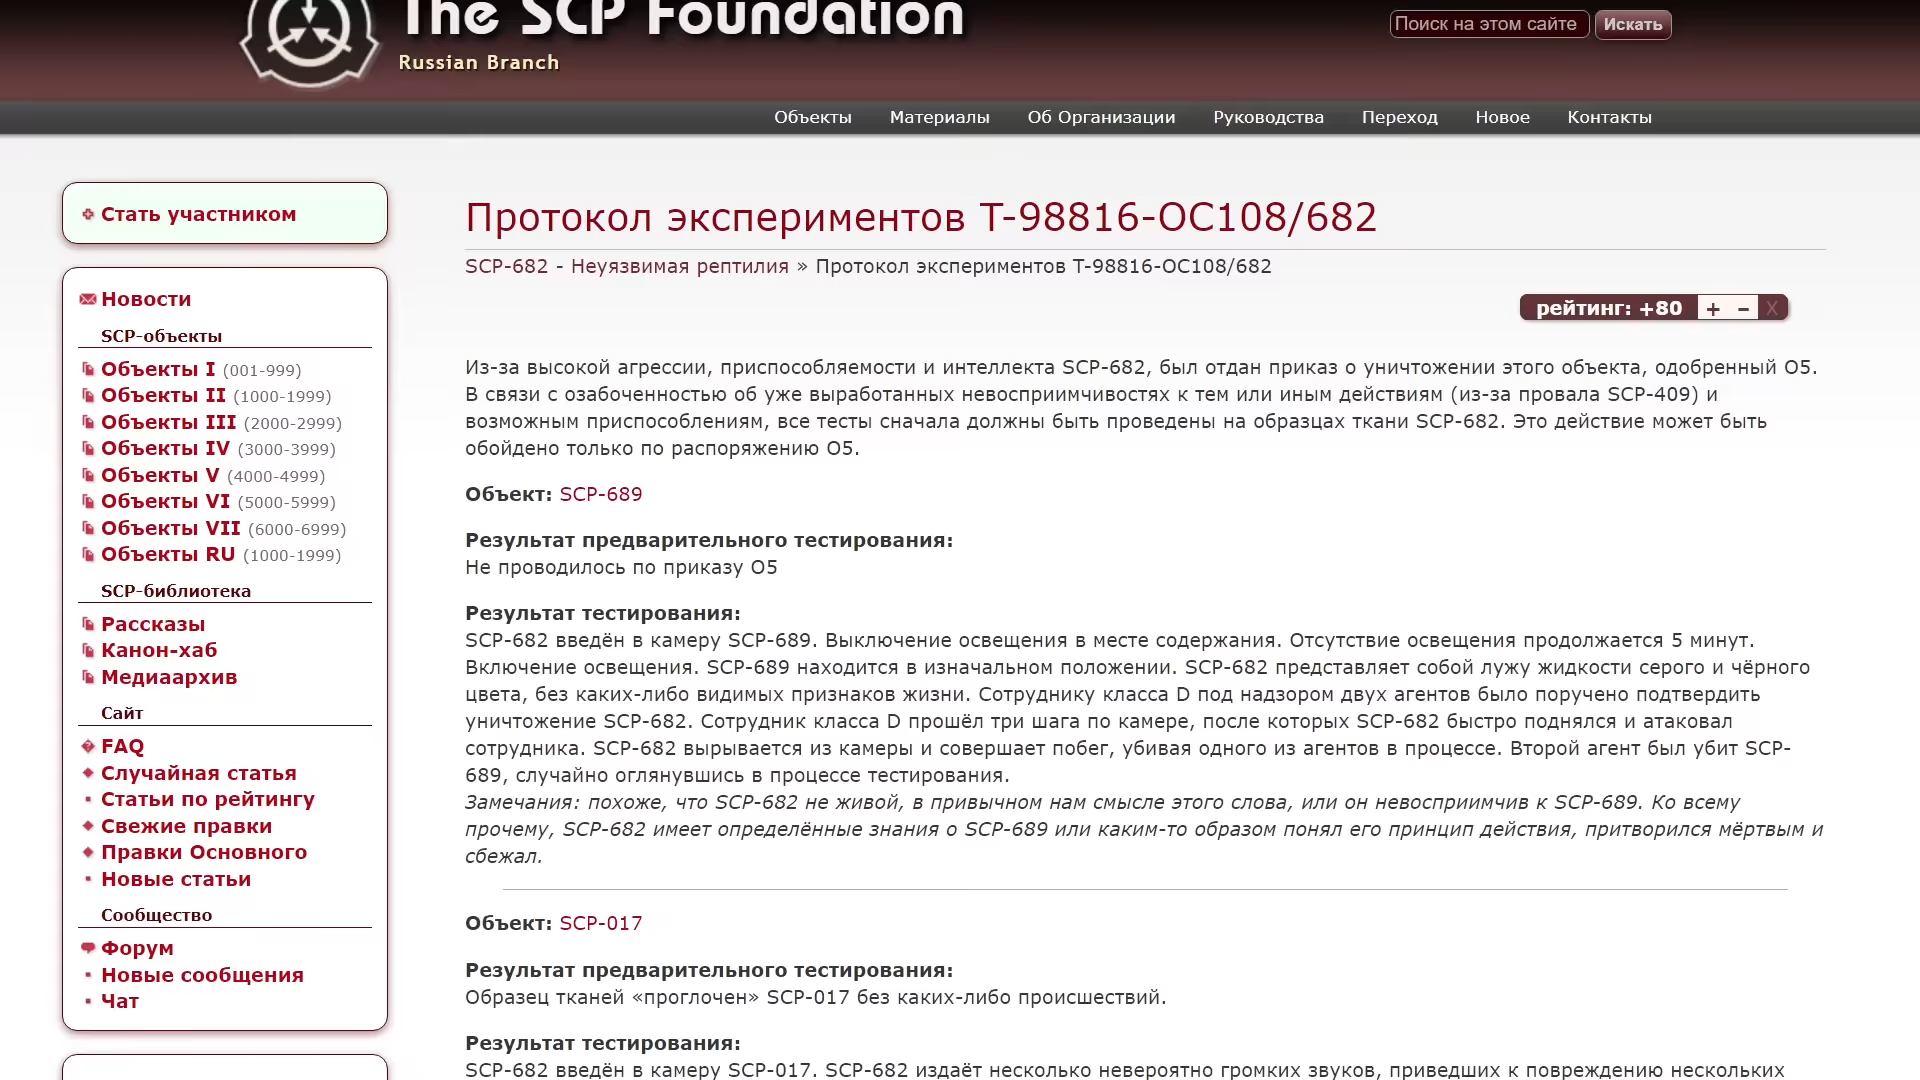 The SCP Foundation
Russian Branch
Поиск на этом сайте
Искать
Объекты
Материалы
Об Организации
Руководства
Переход
Новое
Контакты
Стать участником
Новости
SCP-объекты
Объекты I (001-999)
Объекты II (1000-1999)
Объекты III (2000-2999)
Объекты IV (3000-3999)
Объекты V (4000-4999)
Объекты VI (5000-5999)
Объекты VII (6000-6999)
Объекты RU (1000-1999)
SCP-библиотека
Рассказы
Канон-хаб
Медиаархив
Сайт
FAQ
Случайная статья
Статьи по рейтингу
Свежие правки
Правки Основного
Новые статьи
Сообщество
Форум
Новые сообщения
Чат
Протокол экспериментов T-98816-OC108/682
SCP-682 - Неуязвимая рептилия » Протокол экспериментов T-98816-OC108/682
рейтинг: +80 + – X
Из-за высокой агрессии, приспособляемости и интеллекта SCP-682, был отдан приказ о уничтожении этого объекта, одобренный О5.
В связи с озабоченностью об уже выработанных невосприимчивостях к тем или иным действиям (из-за провала SCP-409) и
возможным приспособлениям, все тесты сначала должны быть проведены на образцах ткани SCP-682. Это действие может быть
обойдено только по распоряжению О5.
Объект: SCP-689
Результат предварительного тестирования:
Не проводилось по приказу О5
Результат тестирования:
SCP-682 введён в камеру SCP-689. Выключение освещения в месте содержания. Отсутствие освещения продолжается 5 минут.
Включение освещения. SCP-689 находится в изначальном положении. SCP-682 представляет собой лужу жидкости серого и чёрного
цвета, без каких-либо видимых признаков жизни. Сотруднику класса D под надзором двух агентов было поручено подтвердить
уничтожение SCP-682. Сотрудник класса D прошёл три шага по камере, после которых SCP-682 быстро поднялся и атаковал
сотрудника. SCP-682 вырывается из камеры и совершает побег, убивая одного из агентов в процессе. Второй агент был убит SCP-
689, случайно оглянувшись в процессе тестирования.
Замечания: похоже, что SCP-682 не живой, в привычном нам смысле этого слова, или он невосприимчив к SCP-689. Ко всему
прочему, SCP-682 имеет определённые знания о SCP-689 или каким-то образом понял его принцип действия, притворился мёртвым и
сбежал.
Объект: SCP-017
Результат предварительного тестирования:
Образец тканей «проглочен» SCP-017 без каких-либо происшествий.
Результат тестирования:
SCP-682 введён в камеру SCP-017. SCP-682 издаёт несколько невероятно громких звуков, приведших к повреждению нескольких